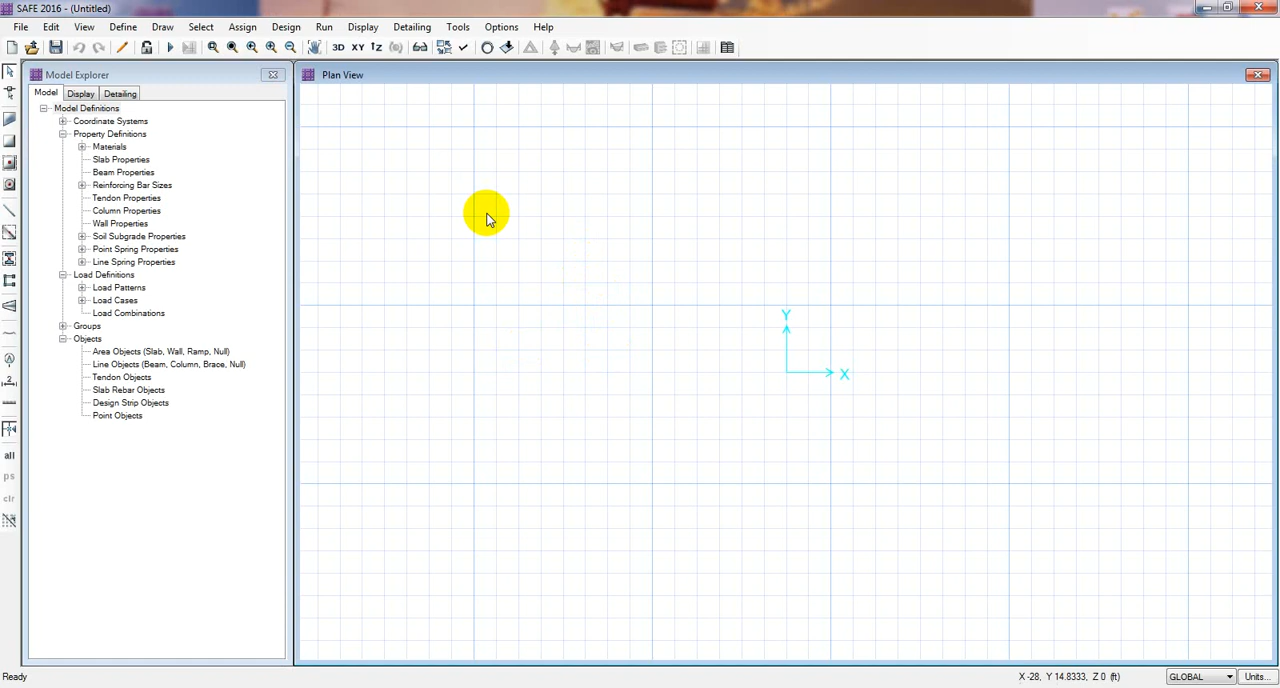 SAFE 2016 - (Untitled)
File Edit View Define Draw Select Assign Design Run Display Detailing Tools Options Help
3D XY
Model Explorer
Plan View
Model Display Detailing
Model Definitions
Coordinate Systems
Property Definitions
Materials
Slab Properties
Beam Properties
Reinforcing Bar Sizes
Tendon Properties
Column Properties
Wall Properties
Soil Subgrade Properties
Point Spring Properties
Line Spring Properties
Load Definitions
Load Patterns
Load Cases
Load Combinations
Groups
Objects
Area Objects (Slab, Wall, Ramp, Null)
Line Objects (Beam, Column, Brace, Null)
Tendon Objects
Slab Rebar Objects
Design Strip Objects
Point Objects
all
ps
clr
Y
X
Ready
X -28, Y 14.8333, Z 0 (ft)
GLOBAL
Units...